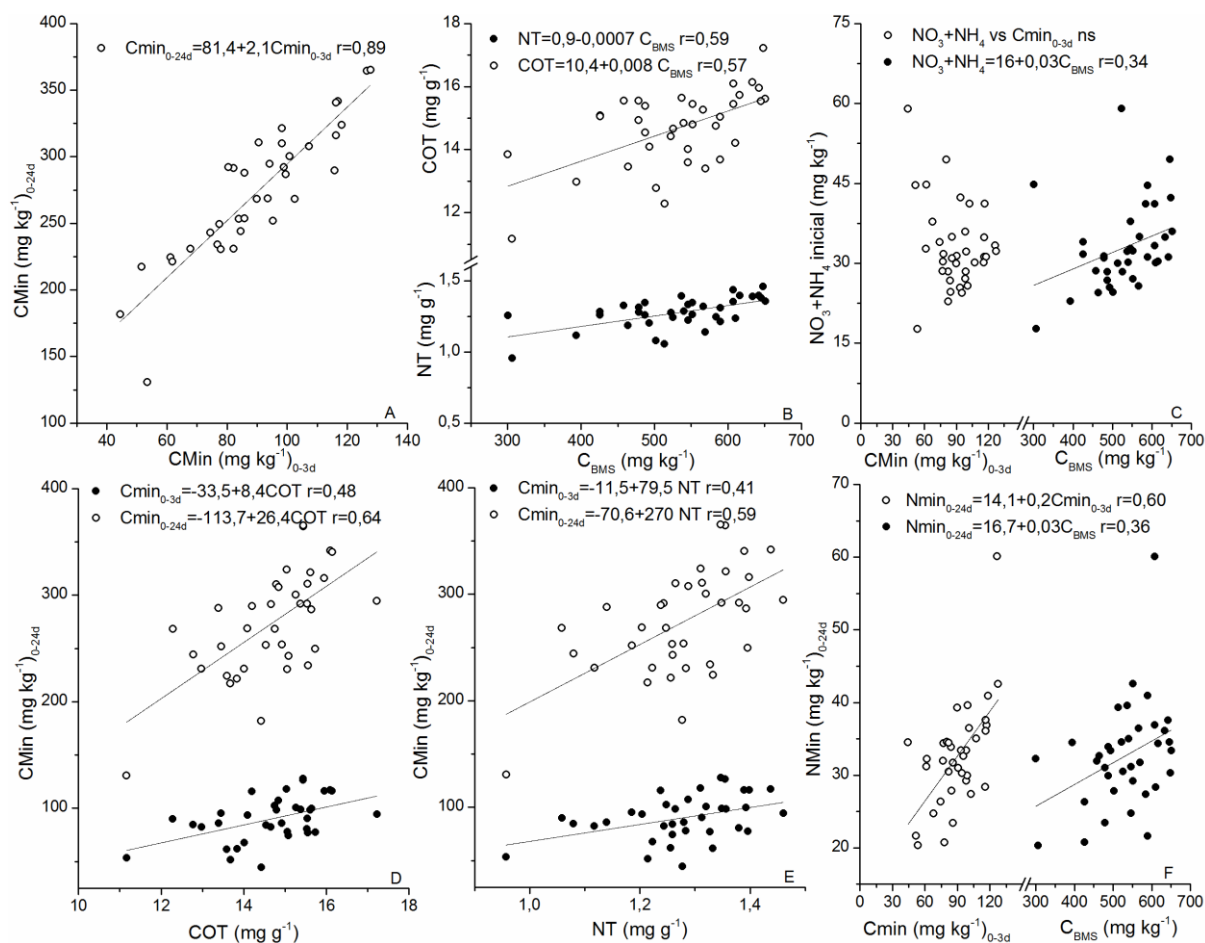 Cmin0-24d=81,4+2,1Cmin0-3d r=0,89
400
350
300
250
200
150
100
CMin (mg kg-1)0-24d
40 60 80 100 120 140
CMin (mg kg-1)0-3d
A
NT=0,9-0,0007 CBMS r=0,59
COT=10,4+0,008 CBMS r=0,57
18
16
14
12
1,5
1,0
0,5
COT (mg g-1)
NT (mg g-1)
300 400 500 600 700
CBMS (mg kg-1)
B
NO3+NH4 vs Cmin0-3d ns
NO3+NH4=16+0,03CBMS r=0,34
75
60
45
30
15
0
NO3+NH4 inicial (mg kg-1)
0 30 60 90 120 300 400 500 600 700
CMin (mg kg-1)0-3d
CBMS (mg kg-1)
C
Cmin0-3d=-33,5+8,4COT r=0,48
Cmin0-24d=-113,7+26,4COT r=0,64
400
300
200
100
CMin (mg kg-1)0-24d
10 12 14 16 18
COT (mg g-1)
D
Cmin0-3d=-11,5+79,5 NT r=0,41
Cmin0-24d=-70,6+270 NT r=0,59
400
300
200
100
CMin (mg kg-1)0-24d
1,0 1,2 1,4
NT (mg g-1)
E
Nmin0-24d=14,1+0,2Cmin0-3d r=0,60
Nmin0-24d=16,7+0,03CBMS r=0,36
80
60
40
20
NMin (mg kg-1)0-24d
0 30 60 90 120 300 400 500 600 700
Cmin (mg kg-1)0-3d
CBMS (mg kg-1)
F